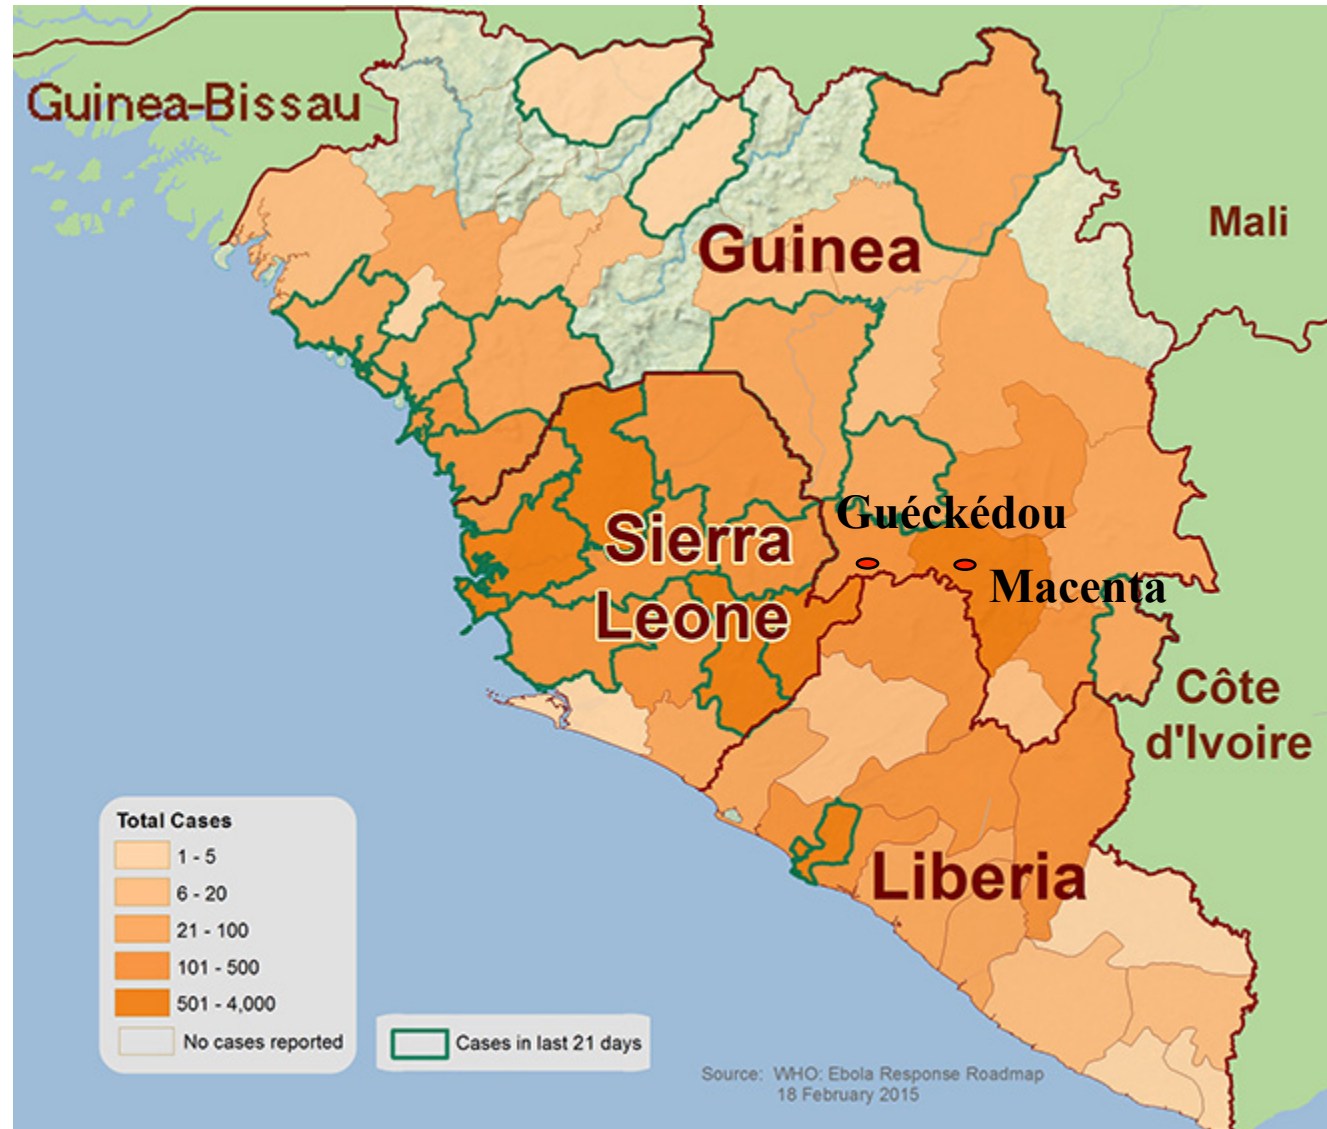 Guinea-Bissau
Mali
Guinea
Guéckédou
Sierra
Macenta
Leone
Côte
d'Ivoire
Liberia
Total Cases
1 - 5
6 - 20
21 - 100
101 - 500
501 - 4,000
No cases reported
Cases in last 21 days
Source: WHO: Ebola Response Roadmap
18 February 2015